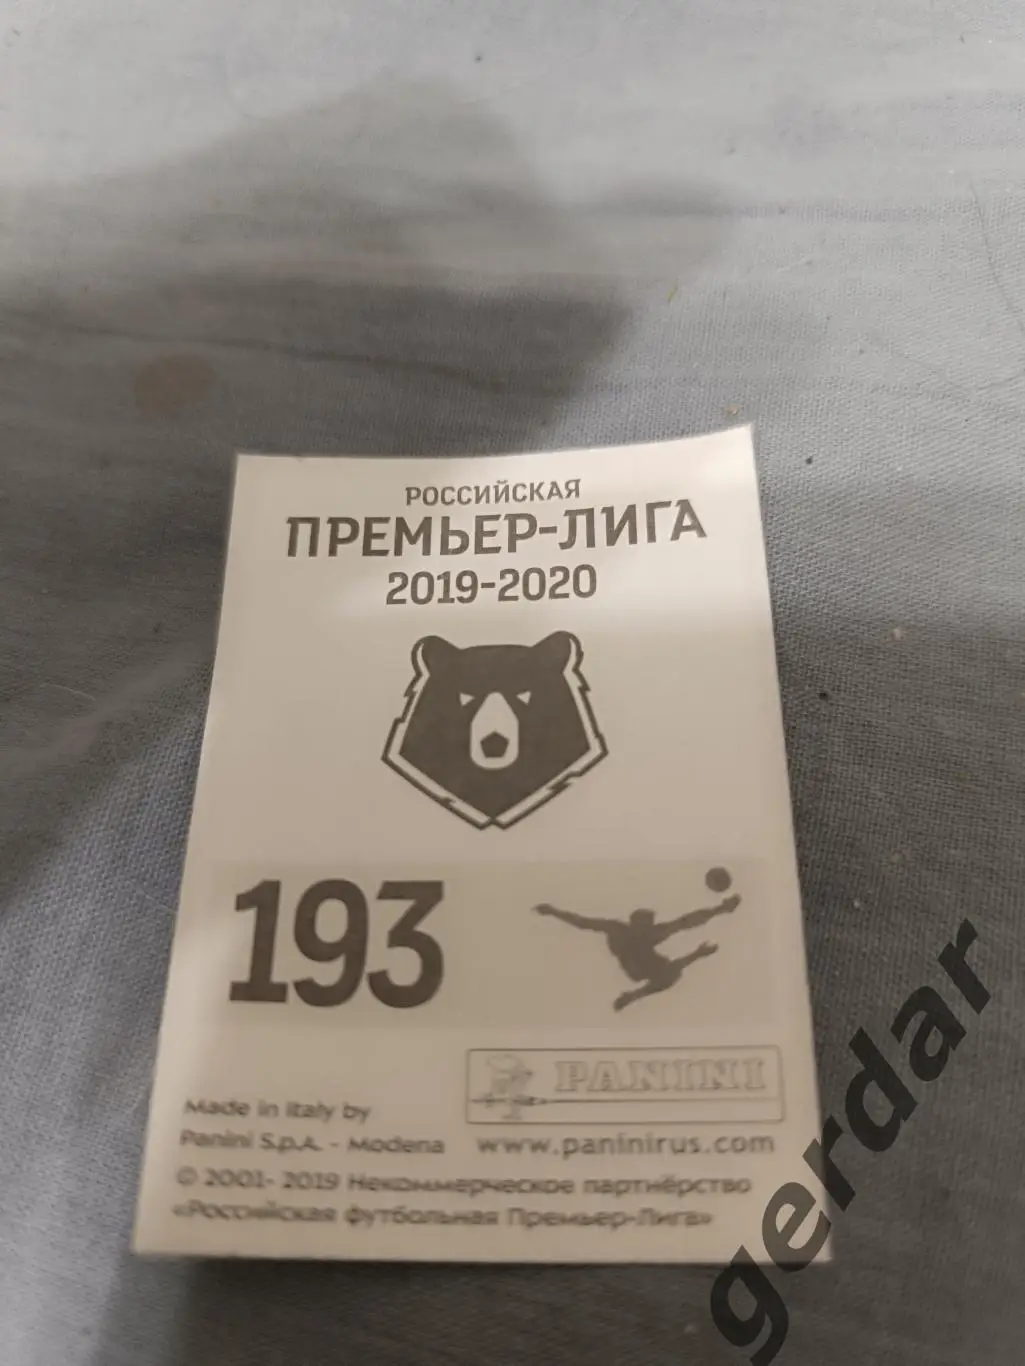 РОССИЙСКАЯ
ПРЕМЬЕР-ЛИГА
2019-2020
193
PANINI
Made in Italy by
Panini S.p.A. - Modena
www.paninirus.com
© 2001- 2019 Некоммерческое партнёрство
«Российская футбольная Премьер-Лига»
gerdar